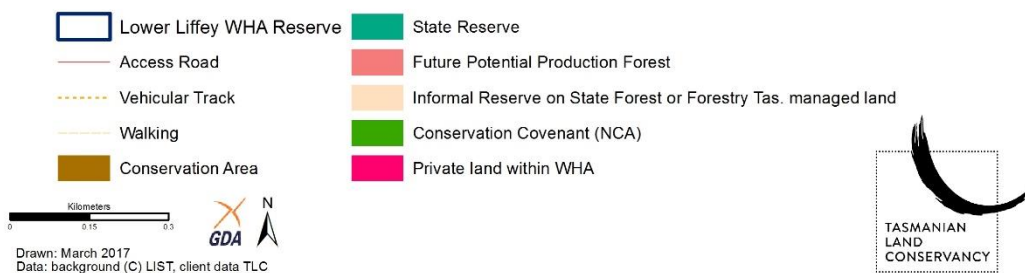 Lower Liffey WHA Reserve
Access Road
Vehicular Track
Walking
Conservation Area
State Reserve
Future Potential Production Forest
Informal Reserve on State Forest or Forestry Tas. managed land
Conservation Covenant (NCA)
Private land within WHA
Kilometers
0 0.15 0.3
GDA
N
Drawn: March 2017
Data: background (C) LIST, client data TLC
TASMANIAN
LAND
CONSERVANCY